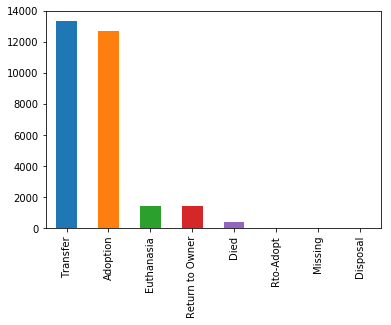 14000
12000
10000
8000
6000
4000
2000
0
Transfer
Adoption
Euthanasia
Return to Owner
Died
Rto-Adopt
Missing
Disposal